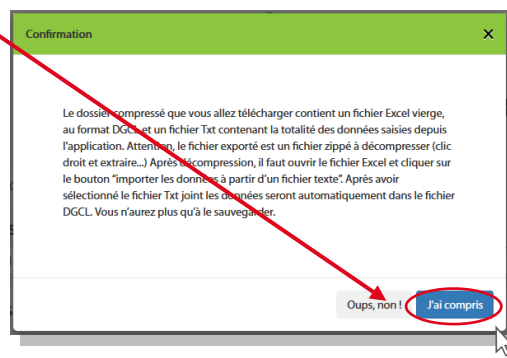 Confirmation ×
Le dossier compressé que vous allez télécharger contient un fichier Excel vierge,
au format DGCL et un fichier Txt contenant la totalité des données saisies depuis
l'application. Attention, le fichier exporté est un fichier zippé à décompresser (clic
droit et extraire...) Après décompression, il faut ouvrir le fichier Excel et cliquer sur
le bouton "importer les données à partir d'un fichier texte". Après avoir
sélectionné le fichier Txt joint les données seront automatiquement dans le fichier
DGCL. Vous n'aurez plus qu'à le sauvegarder.
Oups, non ! J'ai compris